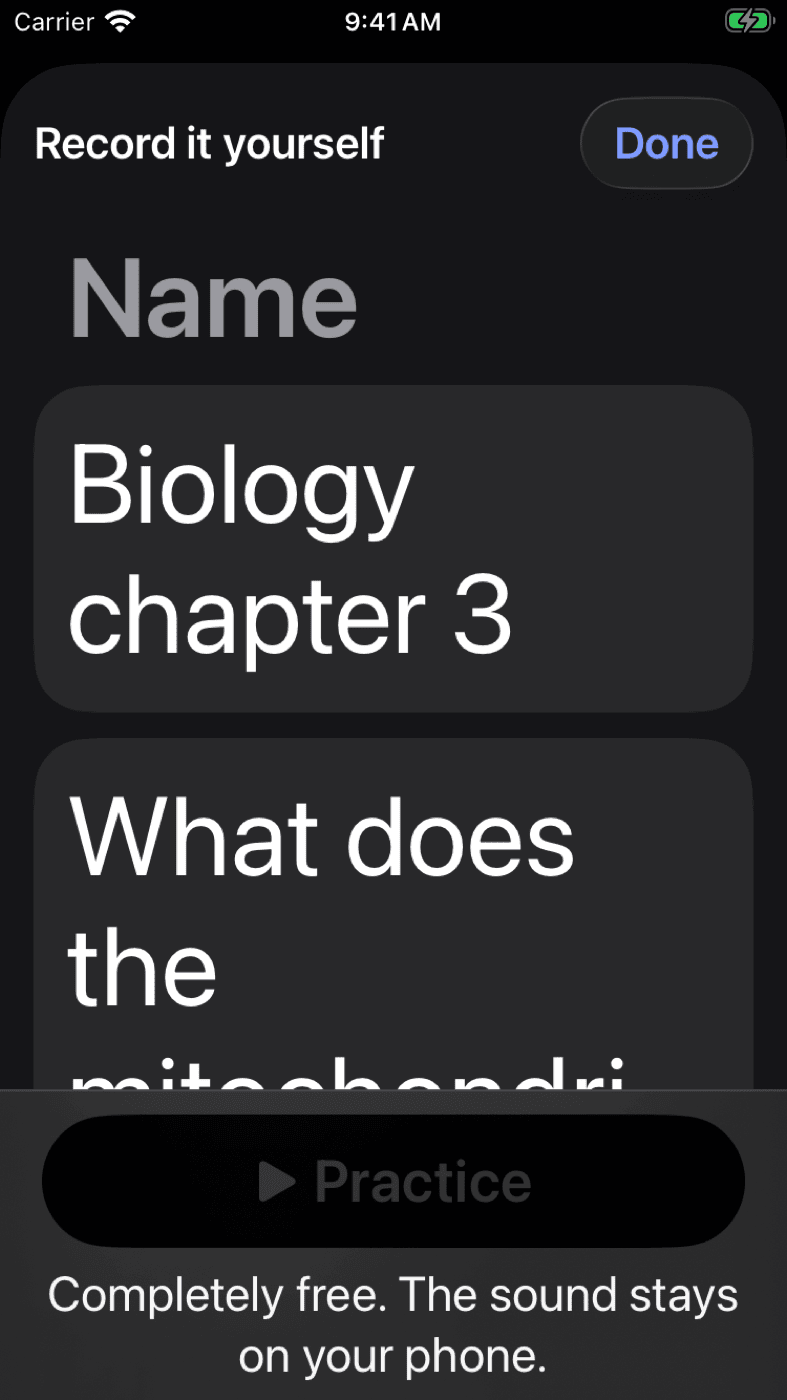 Carrier
9:41 AM
Record it yourself
Done
Name
Biology
chapter 3
What does
the
mitochondri
Practice
Completely free. The sound stays
on your phone.